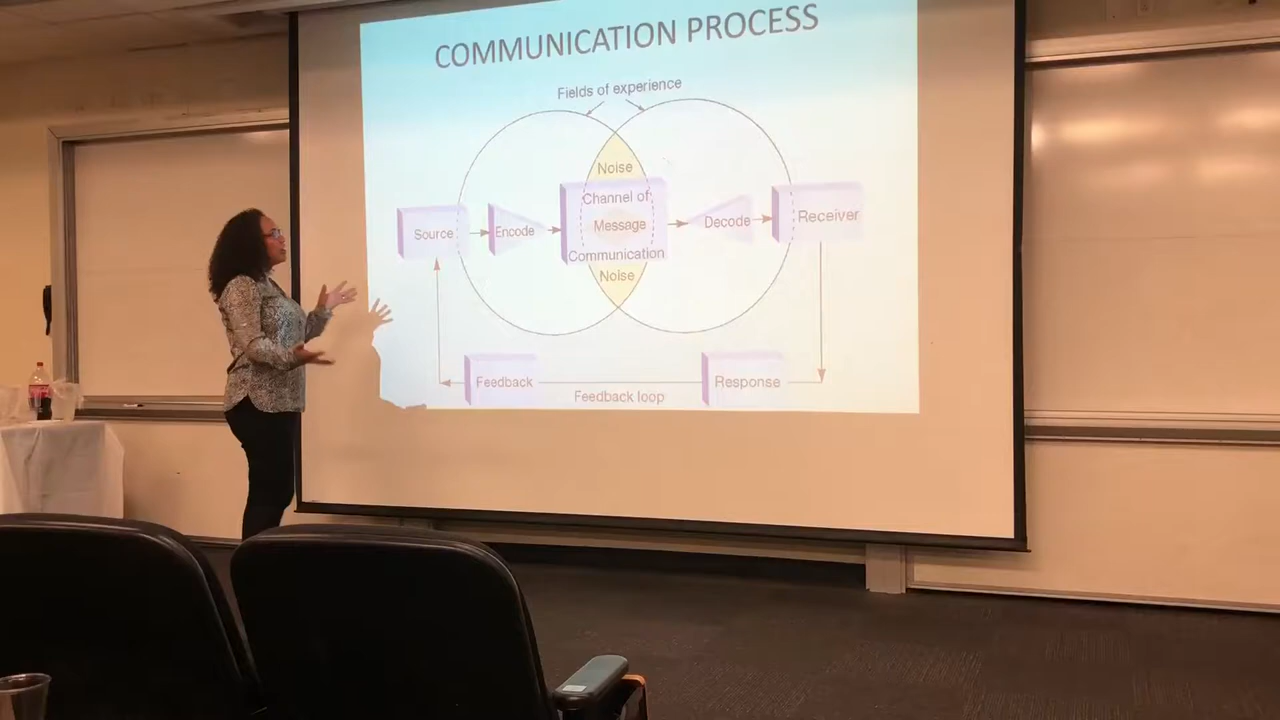 COMMUNICATION PROCESS
Fields of experience
Noise
Channel of
Source
Encode
Message
Decode
Receiver
Communication
Noise
Feedback
Response
Feedback loop